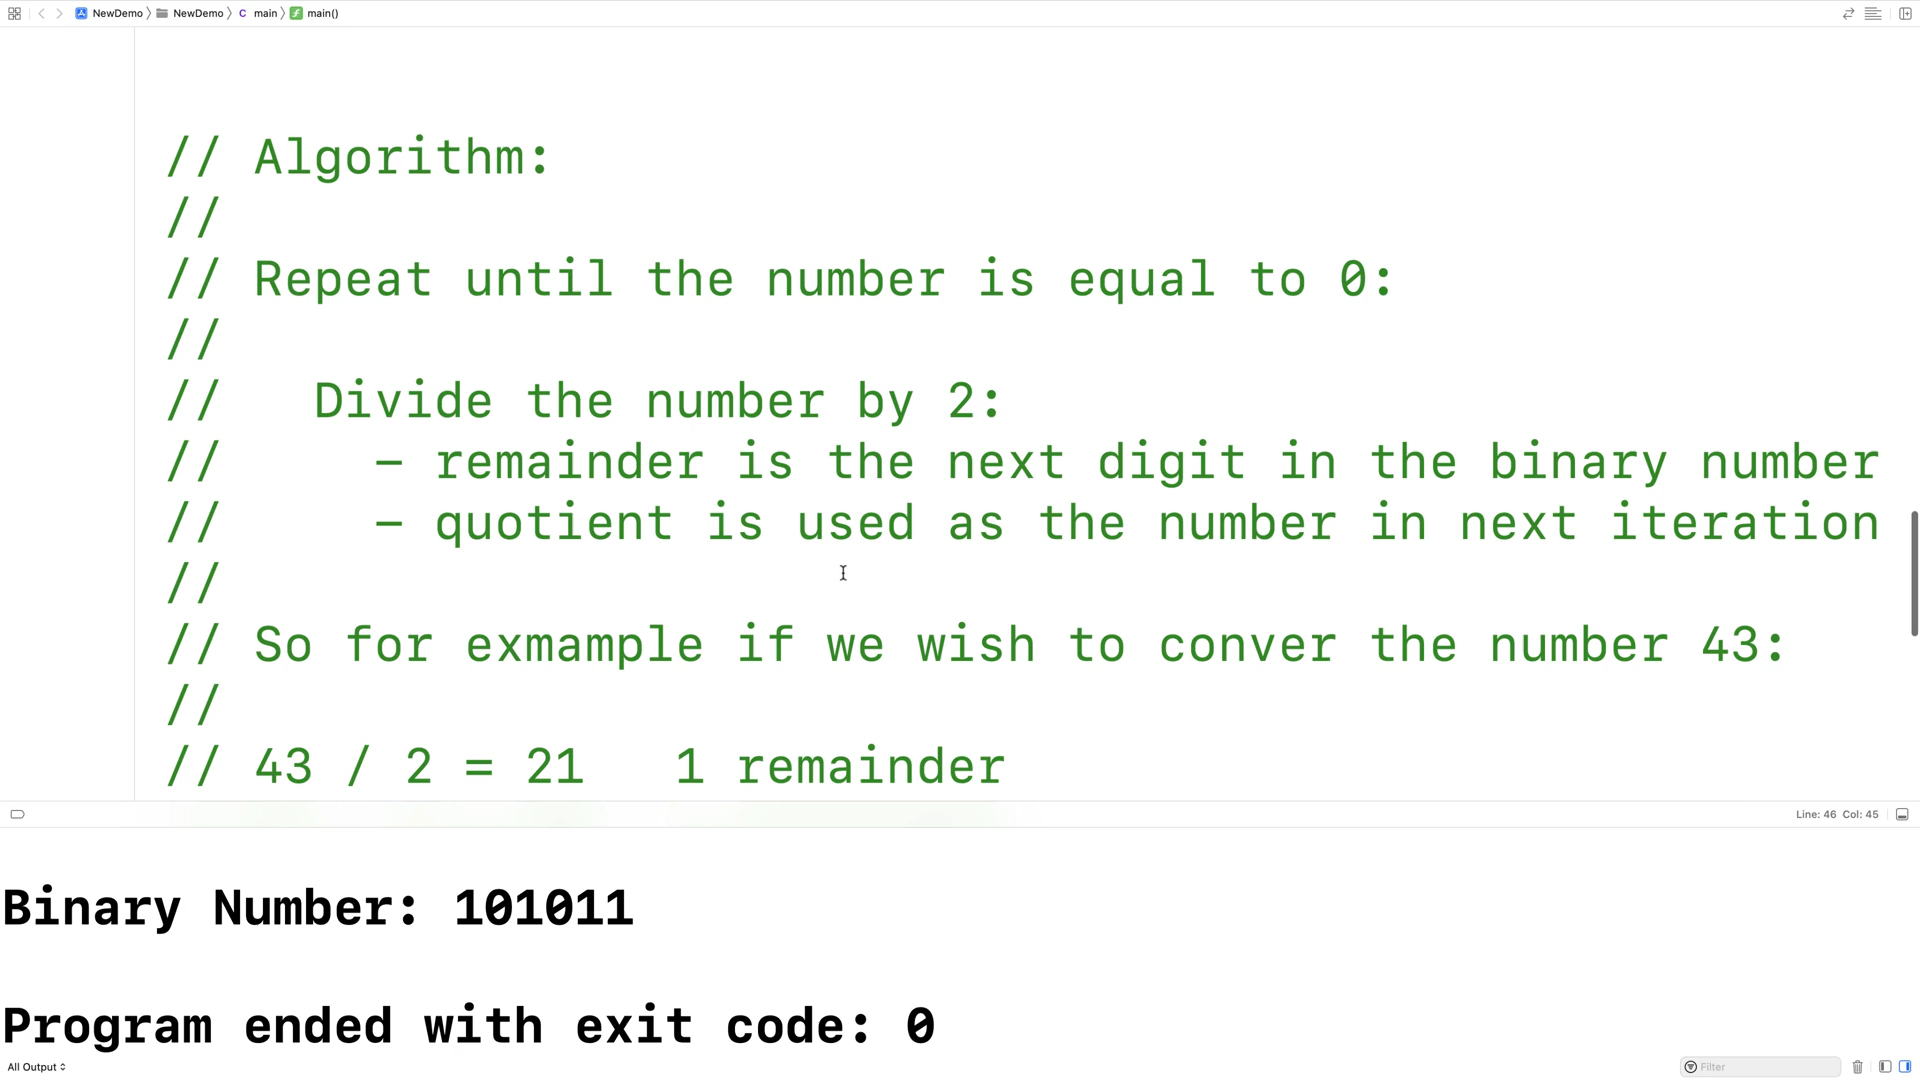 NewDemo 〉 NewDemo 〉 C main 〉 f main()
// Algorithm:
//
// Repeat until the number is equal to 0:
//
//   Divide the number by 2:
//     – remainder is the next digit in the binary number
//     – quotient is used as the number in next iteration
//
// So for exmample if we wish to conver the number 43:
//
// 43 / 2 = 21   1 remainder
Line: 46 Col: 45
Binary Number: 101011
Program ended with exit code: 0
All Output
Filter